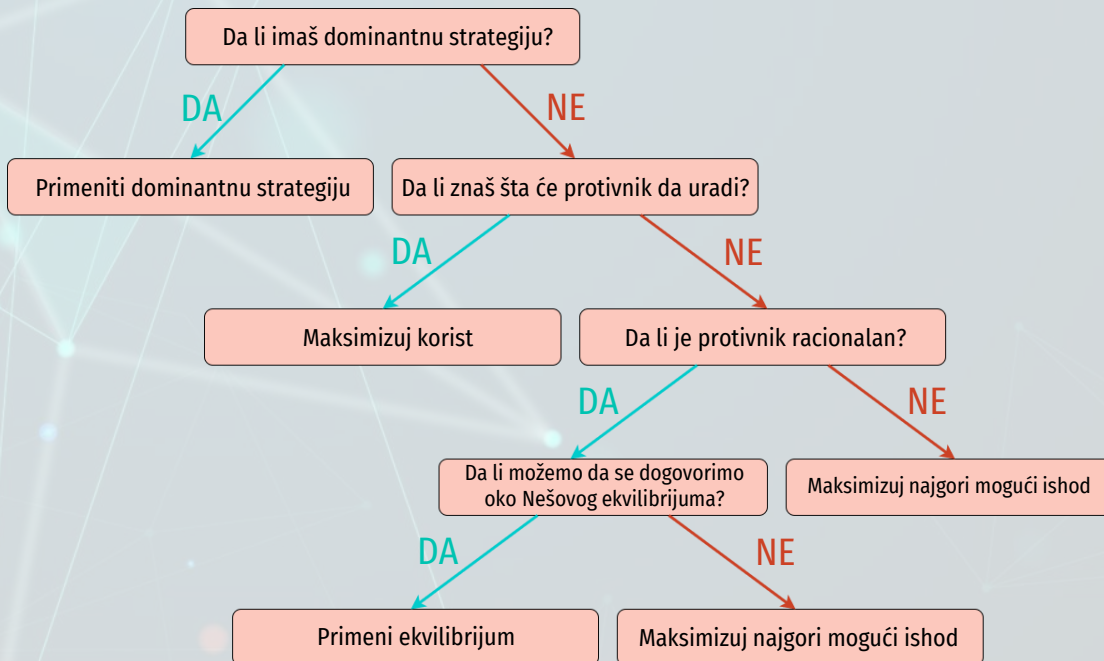 Da li imaš dominantnu strategiju?
DA
NE
Primeniti dominantnu strategiju
Da li znaš šta će protivnik da uradi?
DA
NE
Maksimizuj korist
Da li je protivnik racionalan?
DA
NE
Da li možemo da se dogovorimo
oko Nešovog ekvilibrijuma?
Maksimizuj najgori mogući ishod
DA
NE
Primeni ekvilibrijum
Maksimizuj najgori mogući ishod